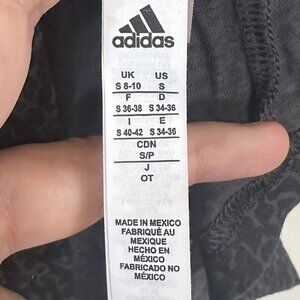 adidas
UK US
S 8-10 S
F D
S 36-38 S 34-36
I E
S 40-42 S 34-36
CDN
S/P
J
OT
MADE IN MEXICO
FABRIQUÉ AU
MEXIQUE
HECHO EN
MÉXICO
FABRICADO NO
MÉXICO